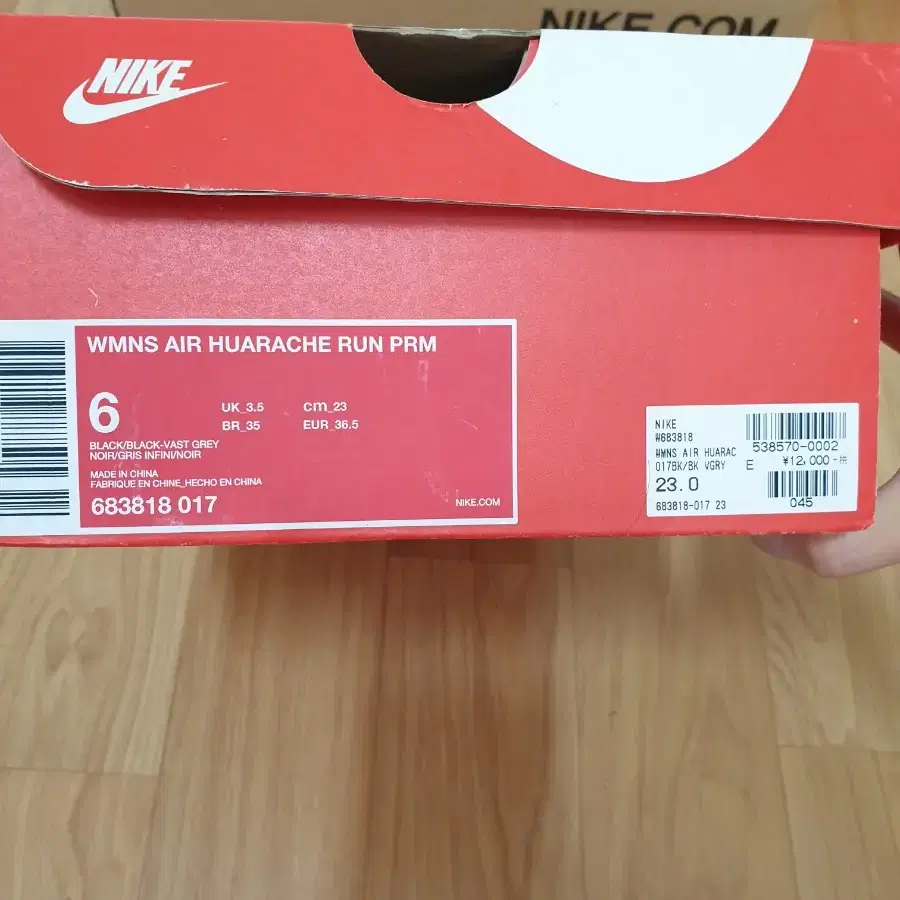 NIKE.COM
NIKE
WMNS AIR HUARACHE RUN PRM
6
UK_3.5 cm_23
BR_35 EUR_36.5
BLACK/BLACK-VAST GREY
NOIR/GRIS INFINI/NOIR
MADE IN CHINA
FABRIQUE EN CHINE_HECHO EN CHINA
683818 017
NIKE.COM
NIKE
W683818
WMNS AIR HUARAC
538570-0002
017BK/BK VGRY E ¥12,000+税
23.0
683818-017 23
045